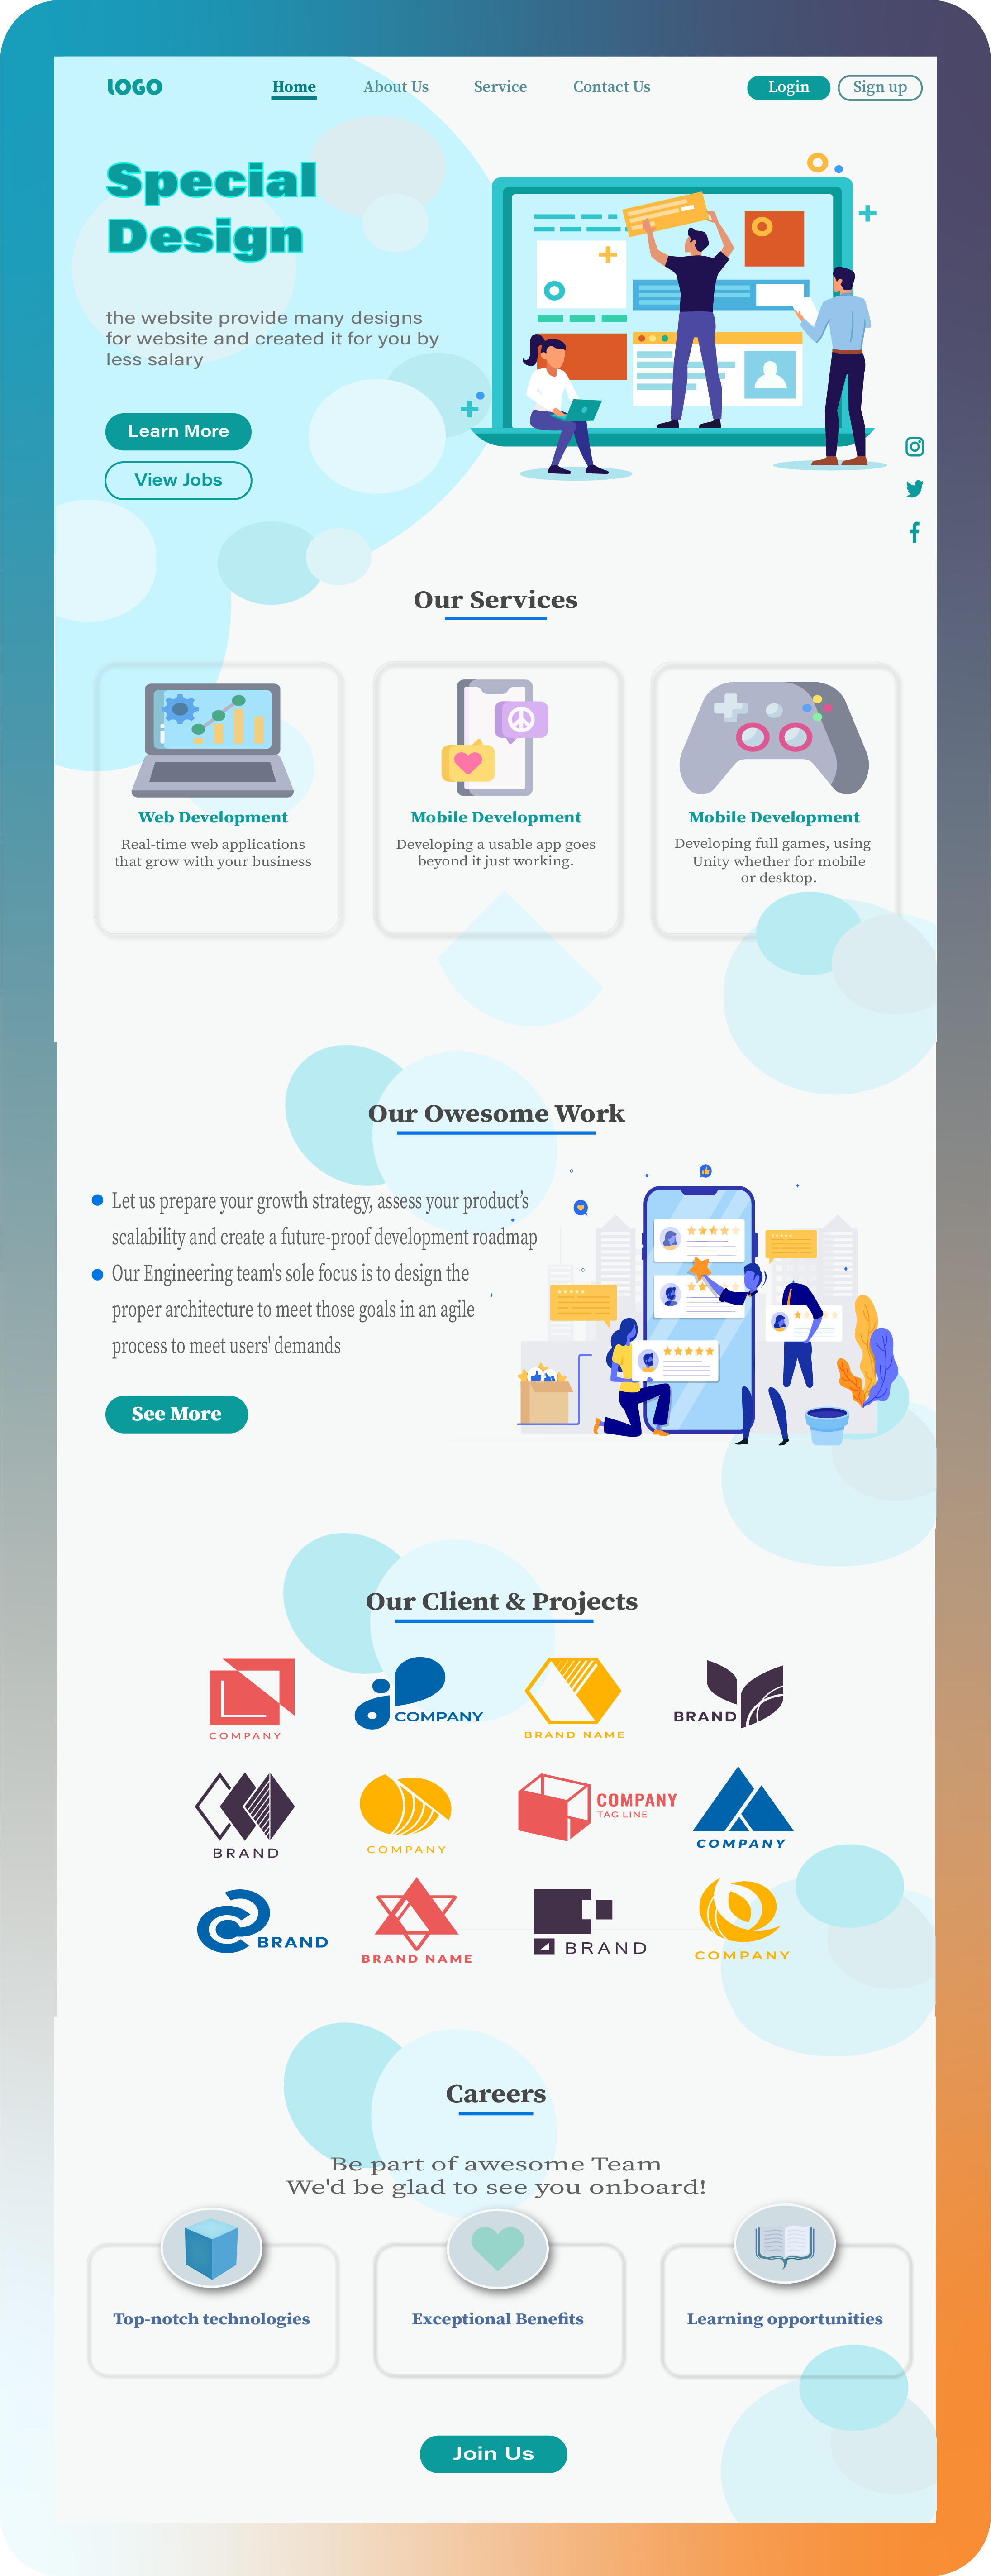 LOGO
Home About Us Service Contact Us Login Sign up
Special
Design
the website provide many designs
for website and created it for you by
less salary
Learn More
View Jobs
Our Services
Web Development
Real-time web applications
that grow with your business
Mobile Development
Developing a usable app goes
beyond it just working.
Mobile Development
Developing full games, using
Unity whether for mobile
or desktop.
Our Owesome Work
Let us prepare your growth strategy, assess your product’s
scalability and create a future-proof development roadmap
Our Engineering team's sole focus is to design the
proper architecture to meet those goals in an agile
process to meet users' demands
See More
Our Client & Projects
COMPANY
COMPANY
BRAND NAME
BRAND
BRAND
COMPANY
COMPANY
TAG LINE
COMPANY
BRAND
BRAND NAME
BRAND
COMPANY
Careers
Be part of awesome Team
We'd be glad to see you onboard!
Top-notch technologies
Exceptional Benefits
Learning opportunities
Join Us